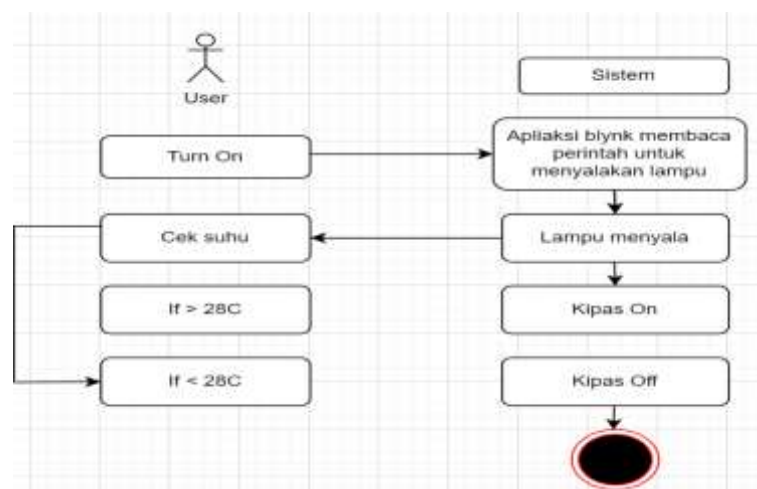 User
Sistem
Turn On
Apliaksi blynk membaca
perintah untuk
menyalakan lampu
Cek suhu
Lampu menyala
If > 28C
Kipas On
If < 28C
Kipas Off